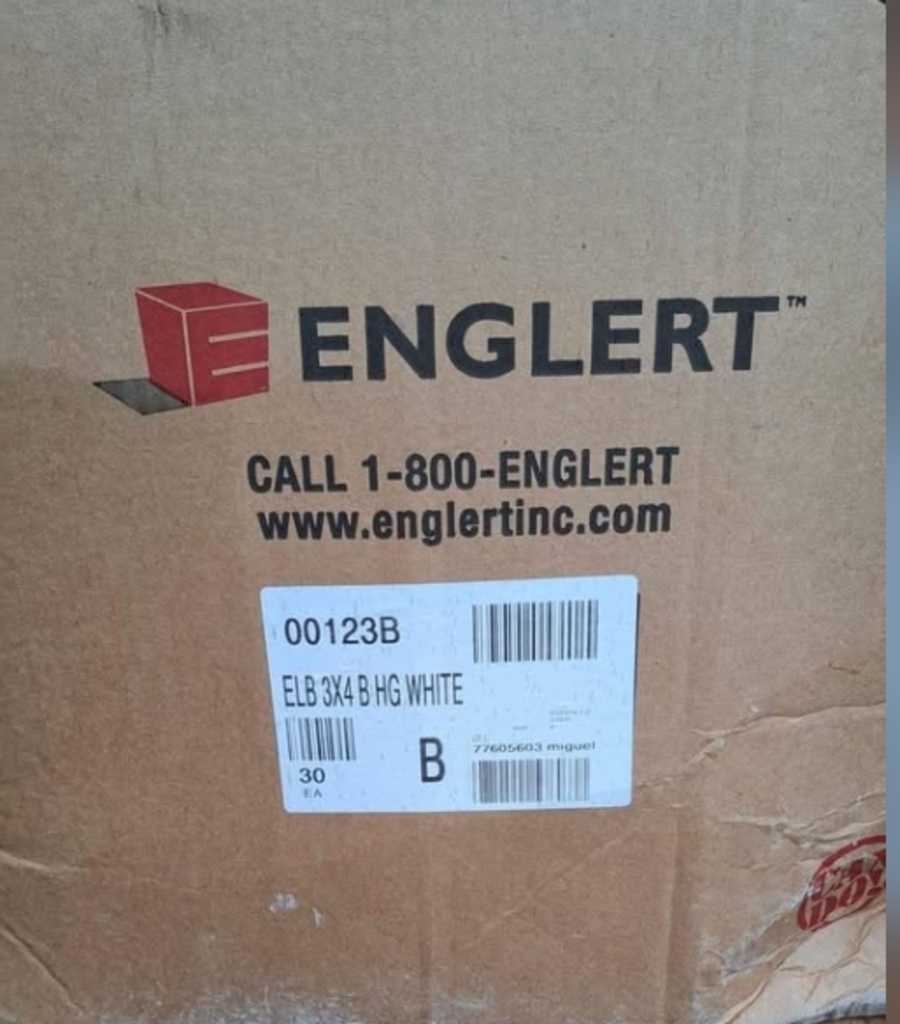 E ENGLERT™
CALL 1-800-ENGLERT
www.englertinc.com
00123B
ELB 3X4 B HG WHITE
B
77605603 miguel
30
EA